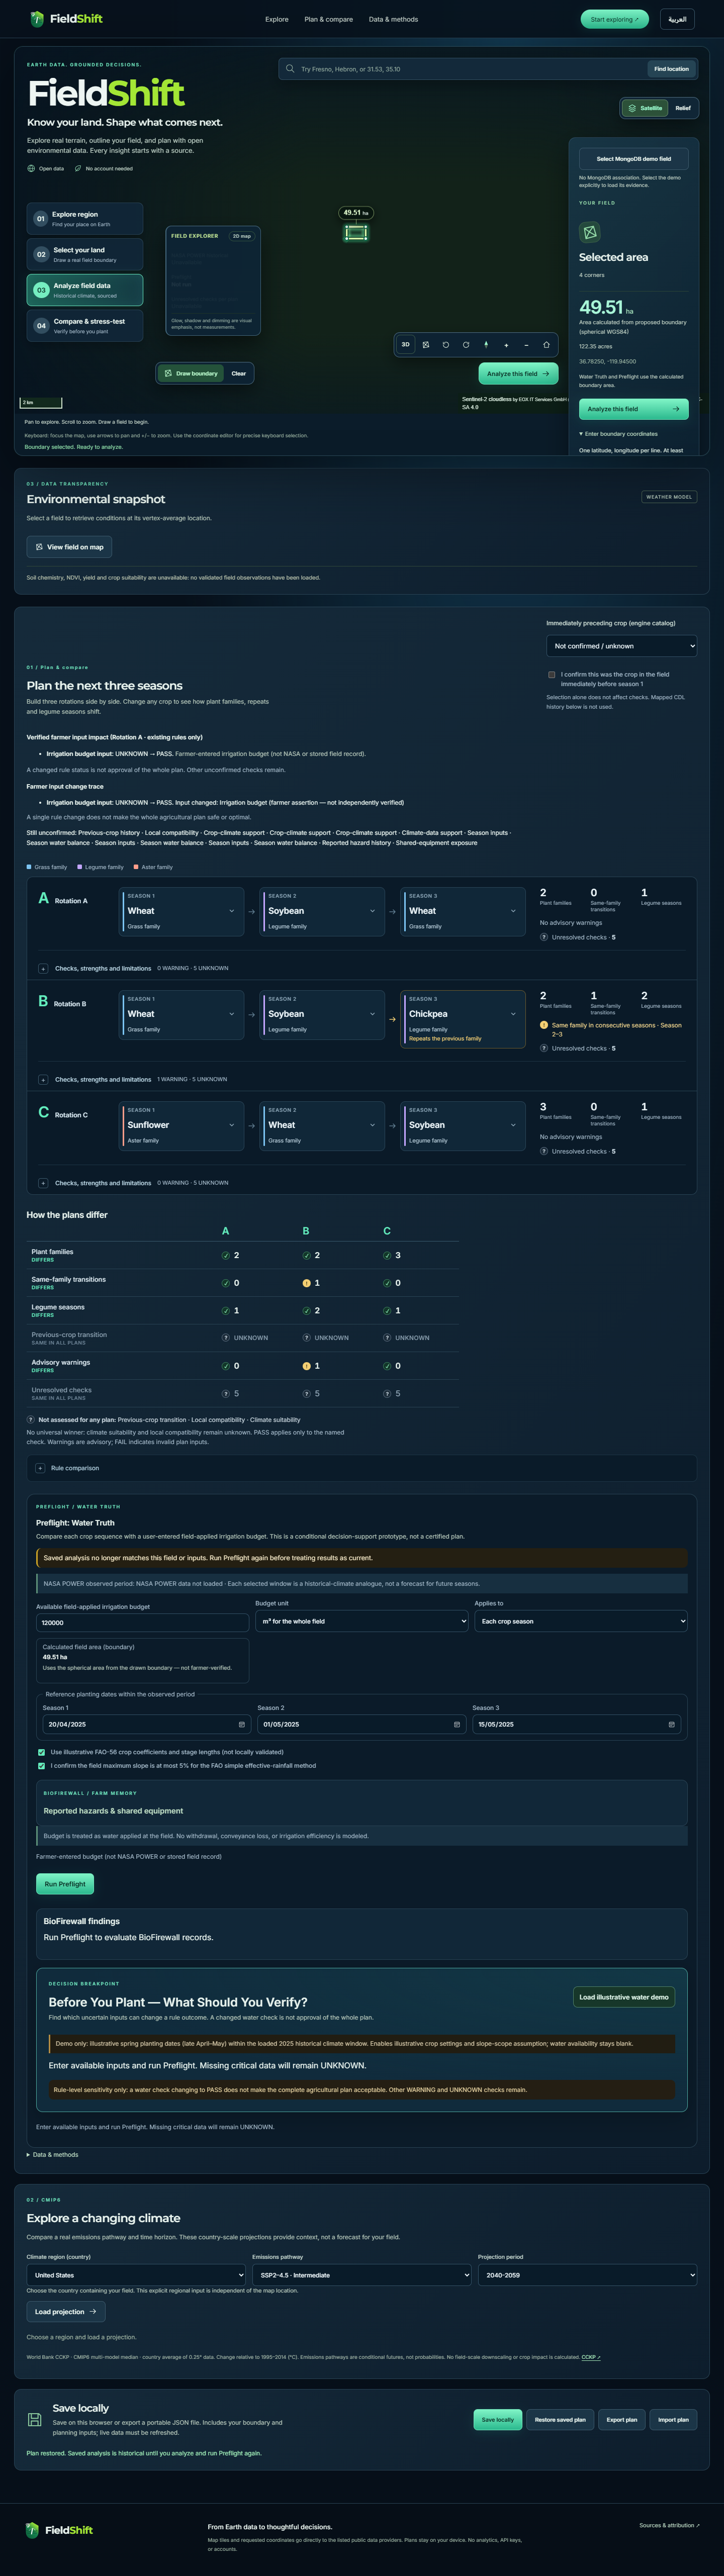 FieldShift
Explore
Plan & compare
Data & methods
Start exploring ↗
العربية
EARTH DATA. GROUNDED DECISIONS.
FieldShift
Know your land. Shape what comes next.
Explore real terrain, outline your field, and plan with open
environmental data. Every insight starts with a source.
Open data
No account needed
Try Fresno, Hebron, or 31.53, 35.10
Find location
Satellite
Relief
01
Explore region
Find your place on Earth
02
Select your land
Draw a real field boundary
03
Analyze field data
Historical climate, sourced
04
Compare & stress-test
Verify before you plant
FIELD EXPLORER
2D map
Glow, shadow and dimming are visual
emphasis, not measurements.
49.51 ha
3D
+
−
Draw boundary
Clear
Analyze this field →
2 km
Sentinel-2 cloudless by EOX IT Services GmbH
SA 4.0
Pan to explore. Scroll to zoom. Draw a field to begin.
Keyboard: focus the map, use arrows to pan and +/− to zoom. Use the coordinate editor for precise keyboard selection.
Boundary selected. Ready to analyze.
Select MongoDB demo field
No MongoDB association. Select the demo
explicitly to load its evidence.
YOUR FIELD
Selected area
4 corners
49.51 ha
Area calculated from proposed boundary
(spherical WGS84)
122.35 acres
36.78250, -119.94500
Water Truth and Preflight use the calculated
boundary area.
Analyze this field →
▾ Enter boundary coordinates
One latitude, longitude per line. At least
03 / DATA TRANSPARENCY
Environmental snapshot
WEATHER MODEL
Select a field to retrieve conditions at its vertex-average location.
View field on map
Soil chemistry, NDVI, yield and crop suitability are unavailable: no validated field observations have been loaded.
Immediately preceding crop (engine catalog)
Not confirmed / unknown
I confirm this was the crop in the field
immediately before season 1
Selection alone does not affect checks. Mapped CDL
history below is not used.
01 / Plan & compare
Plan the next three seasons
Build three rotations side by side. Change any crop to see how plant families, repeats
and legume seasons shift.
Verified farmer input impact (Rotation A · existing rules only)
• Irrigation budget input: UNKNOWN → PASS. Farmer-entered irrigation budget (not NASA or stored field record).
A changed rule status is not approval of the whole plan. Other unconfirmed checks remain.
Farmer input change trace
• Irrigation budget input: UNKNOWN → PASS. Input changed: Irrigation budget (farmer assertion — not independently verified)
A single rule change does not make the whole agricultural plan safe or optimal.
Still unconfirmed: Previous-crop history · Local compatibility · Crop-climate support · Crop-climate support · Crop-climate support · Climate-data support · Season inputs ·
Season water balance · Season inputs · Season water balance · Season inputs · Season water balance · Reported hazard history · Shared-equipment exposure
Grass family
Legume family
Aster family
A
Rotation A
SEASON 1
Wheat
Grass family
→
SEASON 2
Soybean
Legume family
→
SEASON 3
Wheat
Grass family
2
Plant families
0
Same-family
transitions
1
Legume seasons
No advisory warnings
? Unresolved checks · 5
+ Checks, strengths and limitations 0 WARNING · 5 UNKNOWN
B
Rotation B
SEASON 1
Wheat
Grass family
→
SEASON 2
Soybean
Legume family
→
SEASON 3
Chickpea
Legume family
Repeats the previous family
2
Plant families
1
Same-family
transitions
2
Legume seasons
! Same family in consecutive seasons · Season
2–3
? Unresolved checks · 5
+ Checks, strengths and limitations 1 WARNING · 5 UNKNOWN
C
Rotation C
SEASON 1
Sunflower
Aster family
→
SEASON 2
Wheat
Grass family
→
SEASON 3
Soybean
Legume family
3
Plant families
0
Same-family
transitions
1
Legume seasons
No advisory warnings
? Unresolved checks · 5
+ Checks, strengths and limitations 0 WARNING · 5 UNKNOWN
How the plans differ
A B C
Plant families
DIFFERS
✓ 2 ✓ 2 ✓ 3
Same-family transitions
DIFFERS
✓ 0 ! 1 ✓ 0
Legume seasons
DIFFERS
✓ 1 ✓ 2 ✓ 1
Previous-crop transition
SAME IN ALL PLANS
? UNKNOWN ? UNKNOWN ? UNKNOWN
Advisory warnings
DIFFERS
✓ 0 ! 1 ✓ 0
Unresolved checks
SAME IN ALL PLANS
? 5 ? 5 ? 5
? Not assessed for any plan: Previous-crop transition · Local compatibility · Climate suitability
No universal winner: climate suitability and local compatibility remain unknown. PASS applies only to the named
check. Warnings are advisory; FAIL indicates invalid plan inputs.
+ Rule comparison
PREFLIGHT / WATER TRUTH
Preflight: Water Truth
Compare each crop sequence with a user-entered field-applied irrigation budget. This is a conditional decision-support prototype, not a certified plan.
Saved analysis no longer matches this field or inputs. Run Preflight again before treating results as current.
NASA POWER observed period: NASA POWER data not loaded · Each selected window is a historical-climate analogue, not a forecast for future seasons.
Available field-applied irrigation budget
120000
Budget unit
m³ for the whole field
Applies to
Each crop season
Calculated field area (boundary)
49.51 ha
Uses the spherical area from the drawn boundary — not farmer-verified.
Reference planting dates within the observed period
Season 1
20/04/2025
Season 2
01/05/2025
Season 3
15/05/2025
Use illustrative FAO-56 crop coefficients and stage lengths (not locally validated)
I confirm the field maximum slope is at most 5% for the FAO simple effective-rainfall method
BIOFIREWALL / FARM MEMORY
Reported hazards & shared equipment
Budget is treated as water applied at the field. No withdrawal, conveyance loss, or irrigation efficiency is modeled.
Farmer-entered budget (not NASA POWER or stored field record)
Run Preflight
BioFirewall findings
Run Preflight to evaluate BioFirewall records.
DECISION BREAKPOINT
Before You Plant — What Should You Verify?
Load illustrative water demo
Find which uncertain inputs can change a rule outcome. A changed water check is not approval of the whole plan.
Demo only: illustrative spring planting dates (late April–May) within the loaded 2025 historical climate window. Enables illustrative crop settings and slope-scope assumption; water availability stays blank.
Enter available inputs and run Preflight. Missing critical data will remain UNKNOWN.
Rule-level sensitivity only: a water check changing to PASS does not make the complete agricultural plan acceptable. Other WARNING and UNKNOWN checks remain.
Enter available inputs and run Preflight. Missing critical data will remain UNKNOWN.
▸ Data & methods
02 / CMIP6
Explore a changing climate
Compare a real emissions pathway and time horizon. These country-scale projections provide context, not a forecast for your field.
Climate region (country)
United States
Emissions pathway
SSP2–4.5 · Intermediate
Projection period
2040-2059
Choose the country containing your field. This explicit regional input is independent of the map location.
Load projection →
Choose a region and load a projection.
World Bank CCKP · CMIP6 multi-model median · country average of 0.25° data. Change relative to 1995–2014 (°C). Emissions pathways are conditional futures, not probabilities. No field-scale downscaling or crop impact is calculated. CCKP ↗
Save locally
Save on this browser or export a portable JSON file. Includes your boundary and
planning inputs; live data must be refreshed.
Save locally
Restore saved plan
Export plan
Import plan
Plan restored. Saved analysis is historical until you analyze and run Preflight again.
FieldShift
From Earth data to thoughtful decisions.
Map tiles and requested coordinates go directly to the listed public data providers. Plans stay on your device. No analytics, API keys,
or accounts.
Sources & attribution ↗